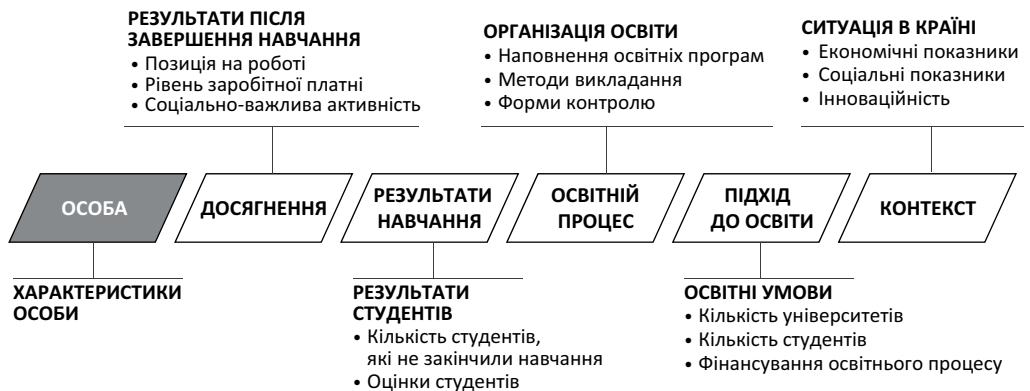 РЕЗУЛЬТАТИ ПІСЛЯ
ЗАВЕРШЕННЯ НАВЧАННЯ
• Позиція на роботі
• Рівень заробітної платні
• Соціально-важлива активність
ОРГАНІЗАЦІЯ ОСВІТИ
• Наповнення освітніх програм
• Методи викладання
• Форми контролю
СИТУАЦІЯ В КРАЇНІ
• Економічні показники
• Соціальні показники
• Інноваційність
ОСОБА
ДОСЯГНЕННЯ
РЕЗУЛЬТАТИ
НАВЧАННЯ
ОСВІТНІЙ
ПРОЦЕС
ПІДХІД
ДО ОСВІТИ
КОНТЕКСТ
ХАРАКТЕРИСТИКИ
ОСОБИ
РЕЗУЛЬТАТИ
СТУДЕНТІВ
• Кількість студентів,
які не закінчили навчання
• Оцінки студентів
ОСВІТНІ УМОВИ
• Кількість університетів
• Кількість студентів
• Фінансування освітнього процесу